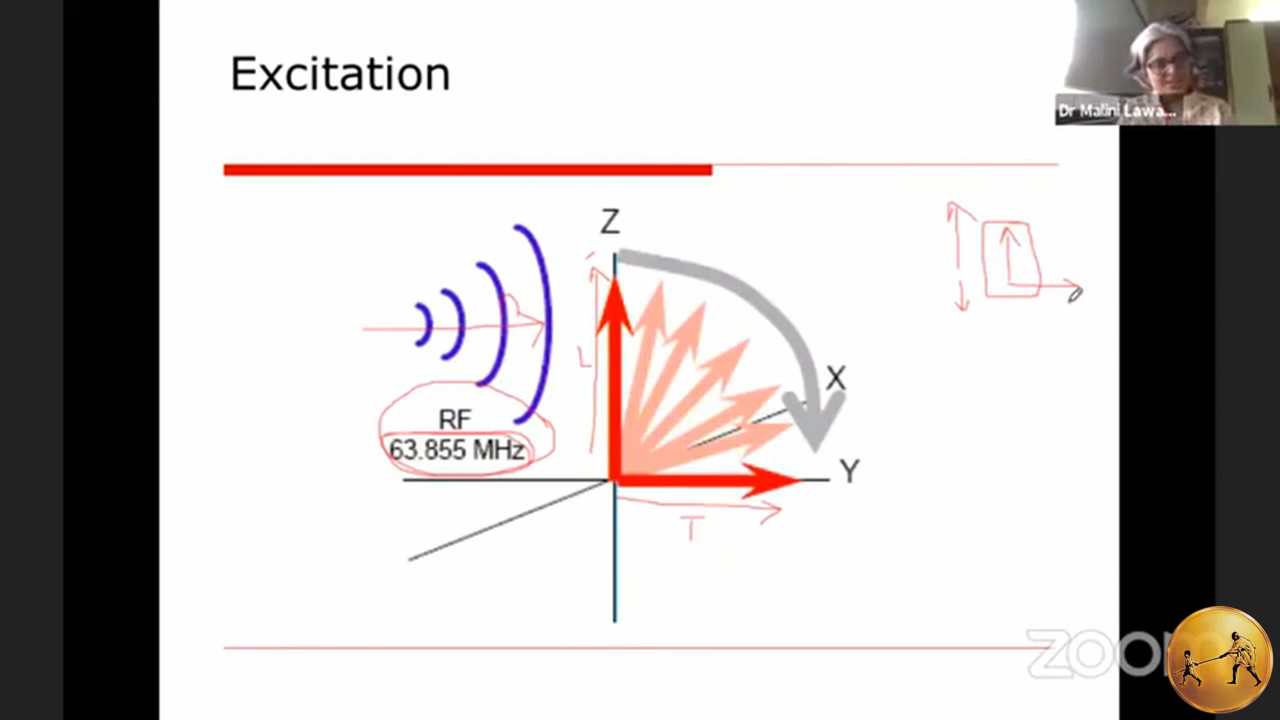 Excitation
Dr Malini Lawa...
Z
L
X
RF
63.855 MHz
Y
T
ZOOM